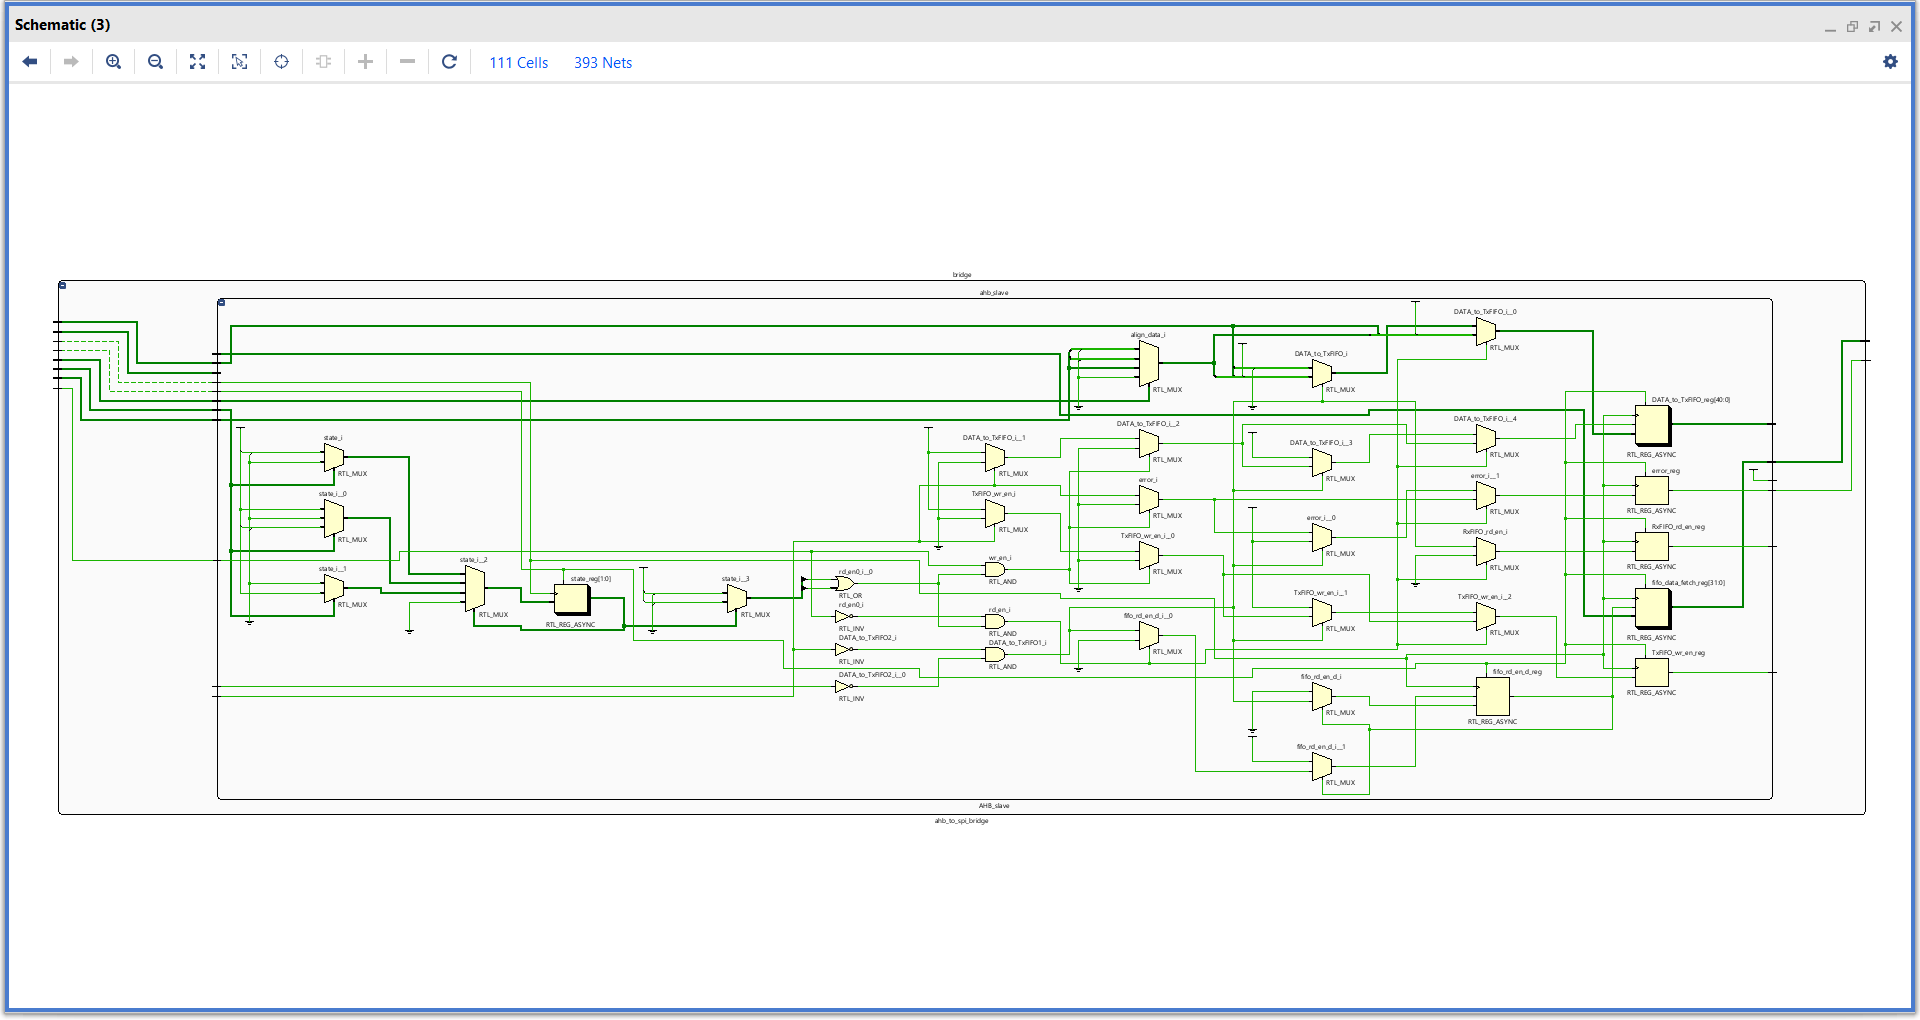 Schematic (3)
111 Cells
393 Nets
bridge
ahb_slave
DATA_to_TxFIFO_i__0
RTL_MUX
align_data_i
RTL_MUX
DATA_to_TxFIFO_i
RTL_MUX
DATA_to_TxFIFO_reg[40:0]
RTL_REG_ASYNC
state_i
RTL_MUX
DATA_to_TxFIFO_i__1
RTL_MUX
DATA_to_TxFIFO_i__2
RTL_MUX
DATA_to_TxFIFO_i__3
RTL_MUX
DATA_to_TxFIFO_i__4
RTL_MUX
error_reg
RTL_REG_ASYNC
state_i__0
RTL_MUX
TxFIFO_wr_en_i
RTL_MUX
error_i
RTL_MUX
error_i__0
RTL_MUX
error_i__1
RTL_MUX
RxFIFO_rd_en_reg
RTL_REG_ASYNC
state_i__1
RTL_MUX
state_i__2
RTL_MUX
state_reg[1:0]
RTL_REG_ASYNC
state_i__3
RTL_MUX
rd_en0_i__0
RTL_OR
rd_en0_i
RTL_INV
DATA_to_TxFIFO2_i
RTL_INV
DATA_to_TxFIFO2_i__0
RTL_INV
wr_en_i
RTL_AND
rd_en_i
RTL_AND
DATA_to_TxFIFO1_i
RTL_AND
TxFIFO_wr_en_i__0
RTL_MUX
fifo_rd_en_d_i__0
RTL_MUX
TxFIFO_wr_en_i__1
RTL_MUX
fifo_rd_en_d_i
RTL_MUX
fifo_rd_en_d_i__1
RTL_MUX
RxFIFO_rd_en_i
RTL_MUX
TxFIFO_wr_en_i__2
RTL_MUX
fifo_rd_en_d_reg
RTL_REG_ASYNC
fifo_data_fetch_reg[31:0]
RTL_REG_ASYNC
TxFIFO_wr_en_reg
RTL_REG_ASYNC
AHB_slave
ahb_to_spi_bridge